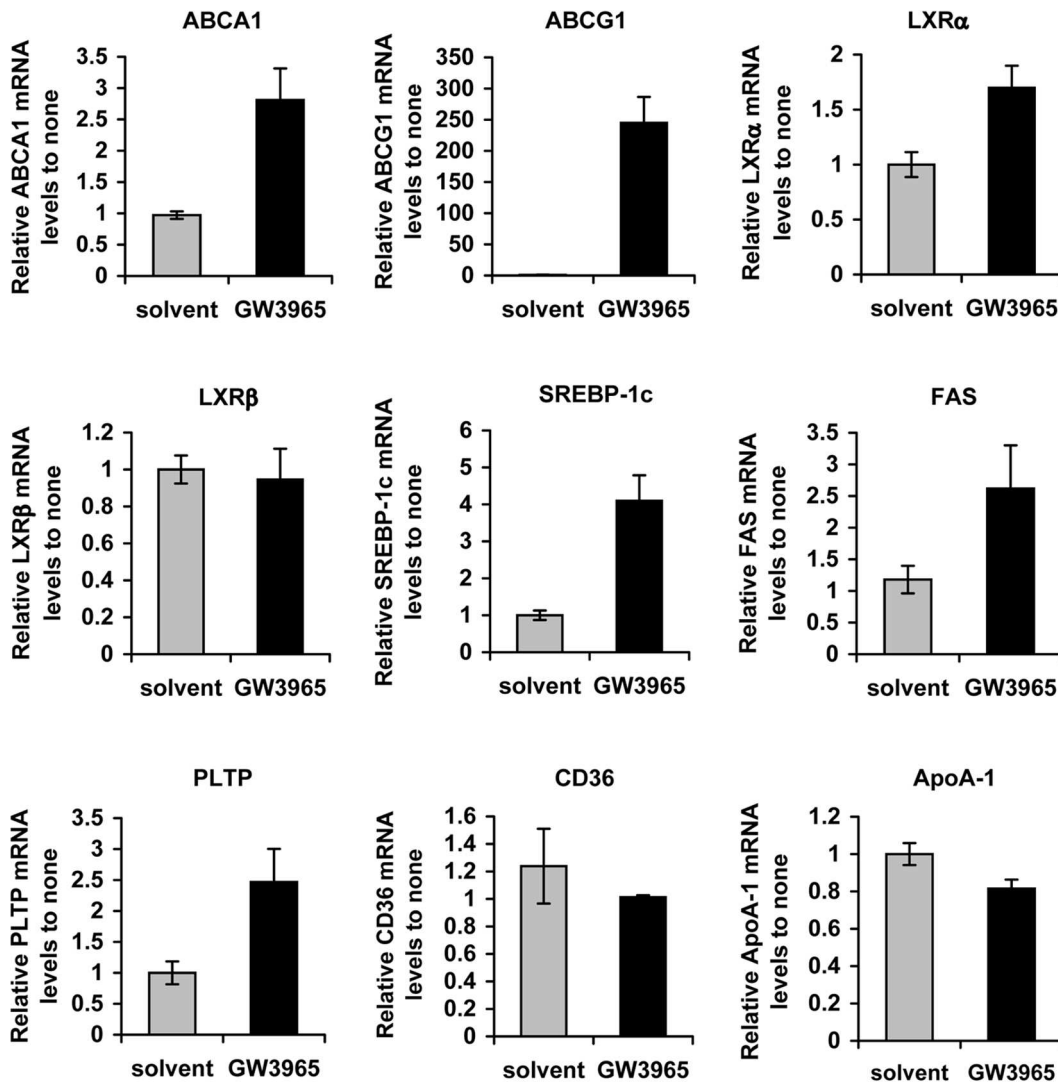 ABCA1
Relative ABCA1 mRNA
levels to none
3.5
3
2.5
2
1.5
1
0.5
0
solvent GW3965
ABCG1
Relative ABCG1 mRNA
levels to none
350
300
250
200
150
100
50
0
solvent GW3965
LXRα
Relative LXRα mRNA
levels to none
2
1.5
1
0.5
0
solvent GW3965
LXRβ
Relative LXRβ mRNA
levels to none
1.2
1
0.8
0.6
0.4
0.2
0
solvent GW3965
SREBP-1c
Relative SREBP-1c mRNA
levels to none
6
5
4
3
2
1
0
solvent GW3965
FAS
Relative FAS mRNA
levels to none
3.5
3
2.5
2
1.5
1
0.5
0
solvent GW3965
PLTP
Relative PLTP mRNA
levels to none
3.5
3
2.5
2
1.5
1
0.5
0
solvent GW3965
CD36
Relative CD36 mRNA
levels to none
1.6
1.4
1.2
1
0.8
0.6
0.4
0.2
0
solvent GW3965
ApoA-1
Relative ApoA-1 mRNA
levels to none
1.2
1
0.8
0.6
0.4
0.2
0
solvent GW3965